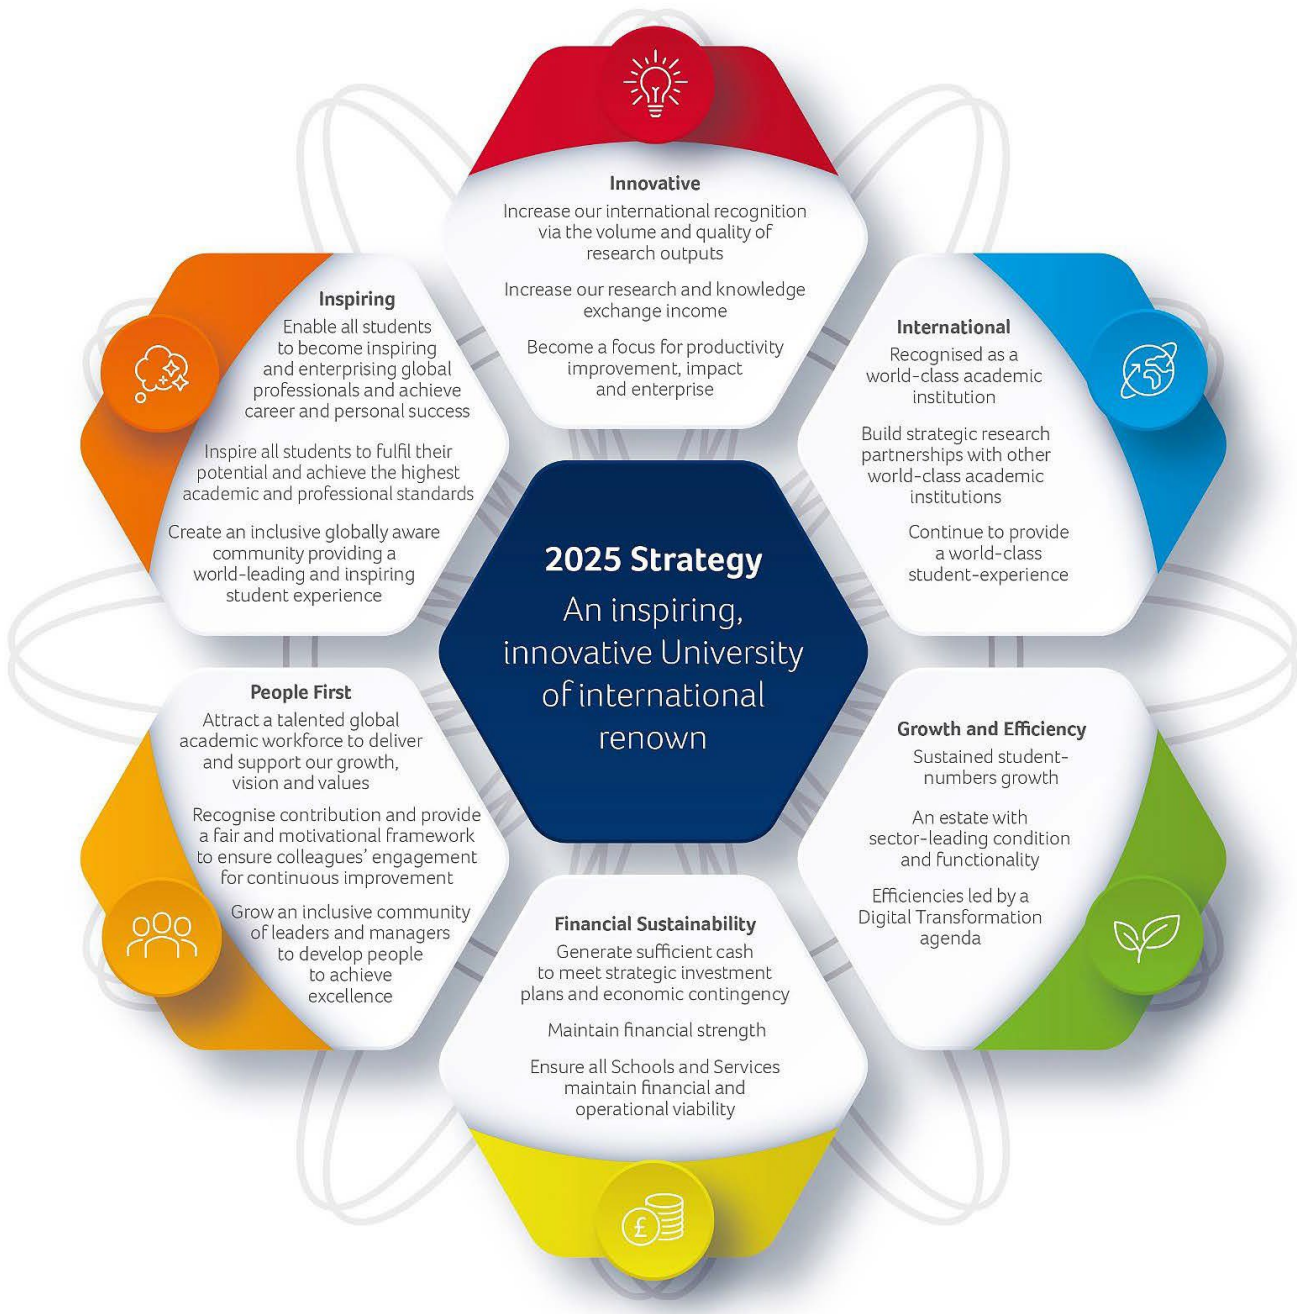 Innovative
Increase our international recognition
via the volume and quality of
research outputs
Increase our research and knowledge
exchange income
Become a focus for productivity
improvement, impact
and enterprise
International
Recognised as a
world-class academic
institution
Build strategic research
partnerships with other
world-class academic
institutions
Continue to provide
a world-class
student-experience
Growth and Efficiency
Sustained student-
numbers growth
An estate with
sector-leading condition
and functionality
Efficiencies led by a
Digital Transformation
agenda
Financial Sustainability
Generate sufficient cash
to meet strategic investment
plans and economic contingency
Maintain financial strength
Ensure all Schools and Services
maintain financial and
operational viability
£
People First
Attract a talented global
academic workforce to deliver
and support our growth,
vision and values
Recognise contribution and provide
a fair and motivational framework
to ensure colleagues' engagement
for continuous improvement
Grow an inclusive community
of leaders and managers
to develop people
to achieve
excellence
Inspiring
Enable all students
to become inspiring
and enterprising global
professionals and achieve
career and personal success
Inspire all students to fulfil their
potential and achieve the highest
academic and professional standards
Create an inclusive globally aware
community providing a
world-leading and inspiring
student experience
2025 Strategy
An inspiring,
innovative University
of international
renown